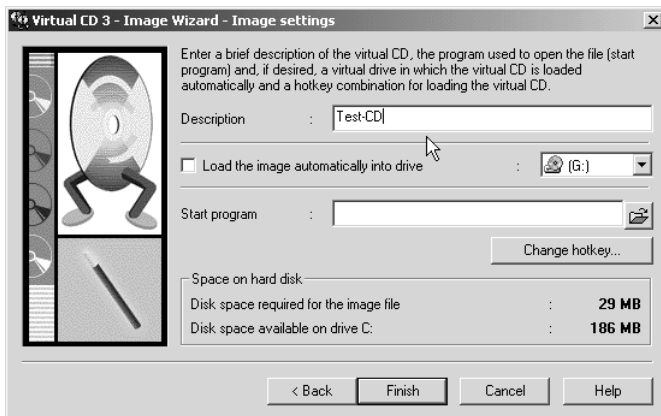 Virtual CD 3 - Image Wizard - Image settings
Enter a brief description of the virtual CD, the program used to open the file (start
program) and, if desired, a virtual drive in which the virtual CD is loaded
automatically and a hotkey combination for loading the virtual CD.
Description : Test-CD
Load the image automatically into drive : (G:)
Start program :
Change hotkey...
Space on hard disk
Disk space required for the image file : 29 MB
Disk space available on drive C: : 186 MB
< Back Finish Cancel Help